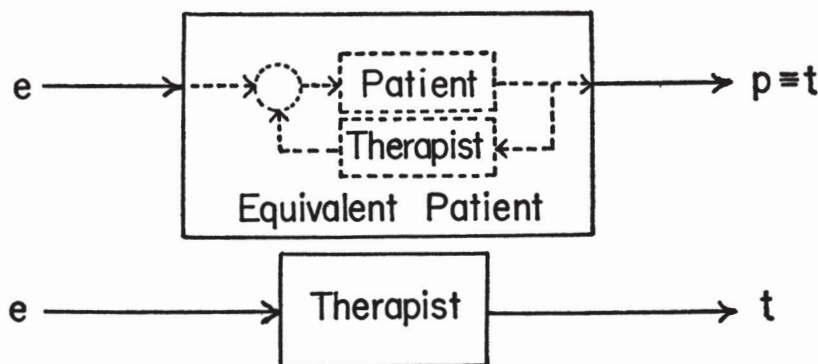 e
Patient
p≡t
Therapist
Equivalent Patient
e
Therapist
t